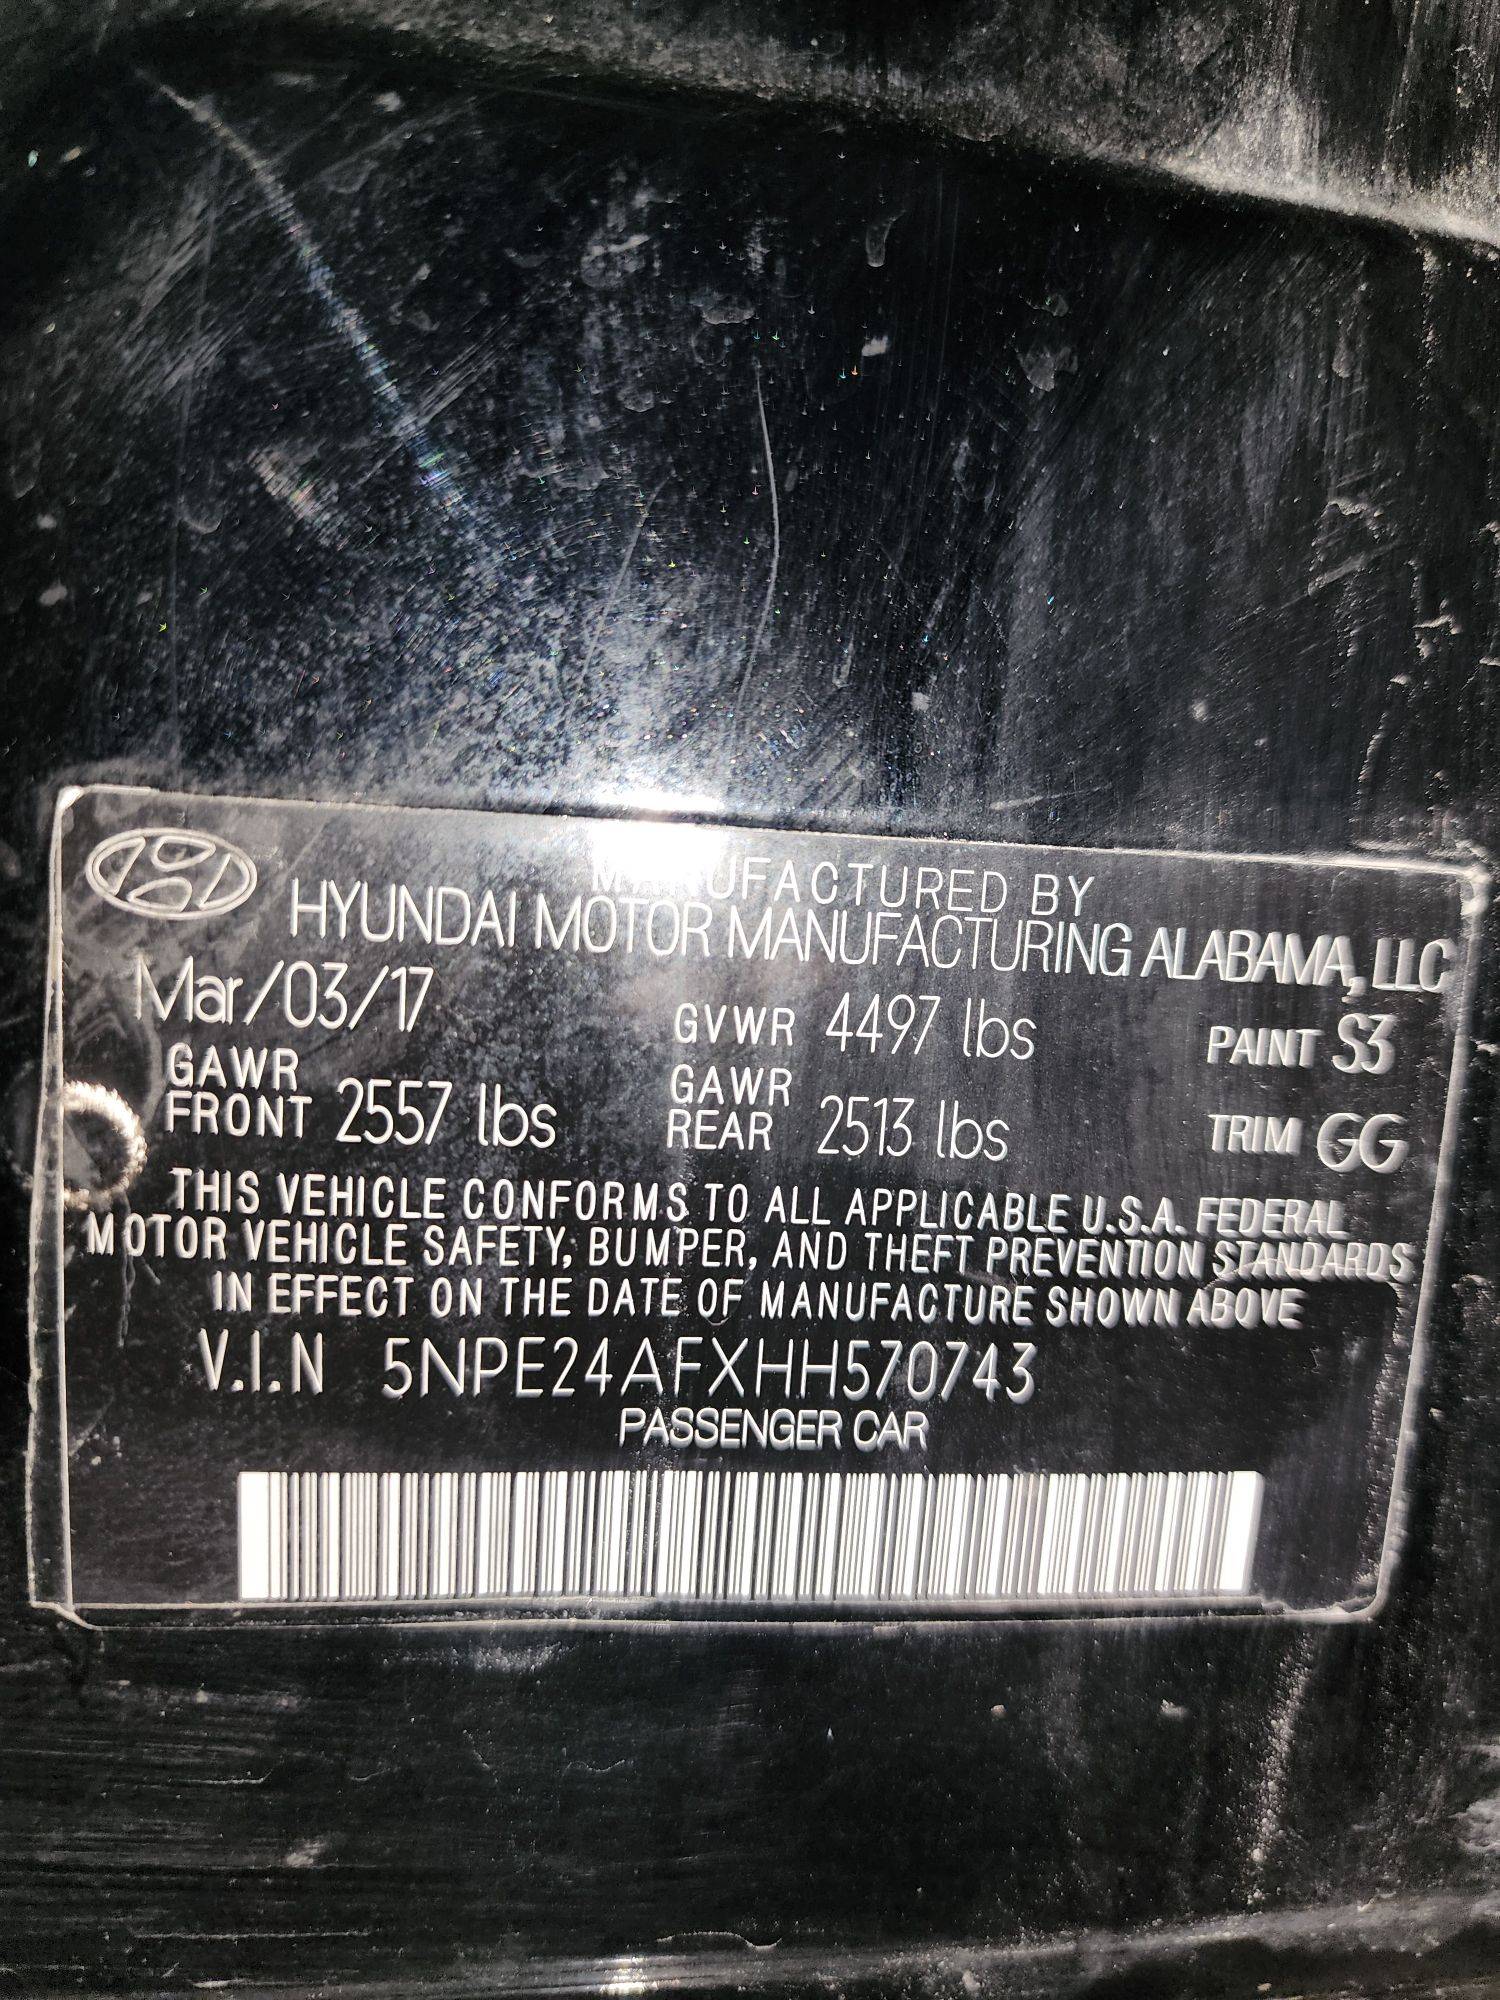 MANUFACTURED BY
HYUNDAI MOTOR MANUFACTURING ALABAMA, LLC
Mar/03/17 GVWR 4497 lbs PAINT S3
GAWR FRONT 2557 lbs GAWR REAR 2513 lbs TRIM GG
THIS VEHICLE CONFORMS TO ALL APPLICABLE U.S.A. FEDERAL
MOTOR VEHICLE SAFETY, BUMPER, AND THEFT PREVENTION STANDARDS
IN EFFECT ON THE DATE OF MANUFACTURE SHOWN ABOVE
V.I.N 5NPE24AFXHH570743
PASSENGER CAR